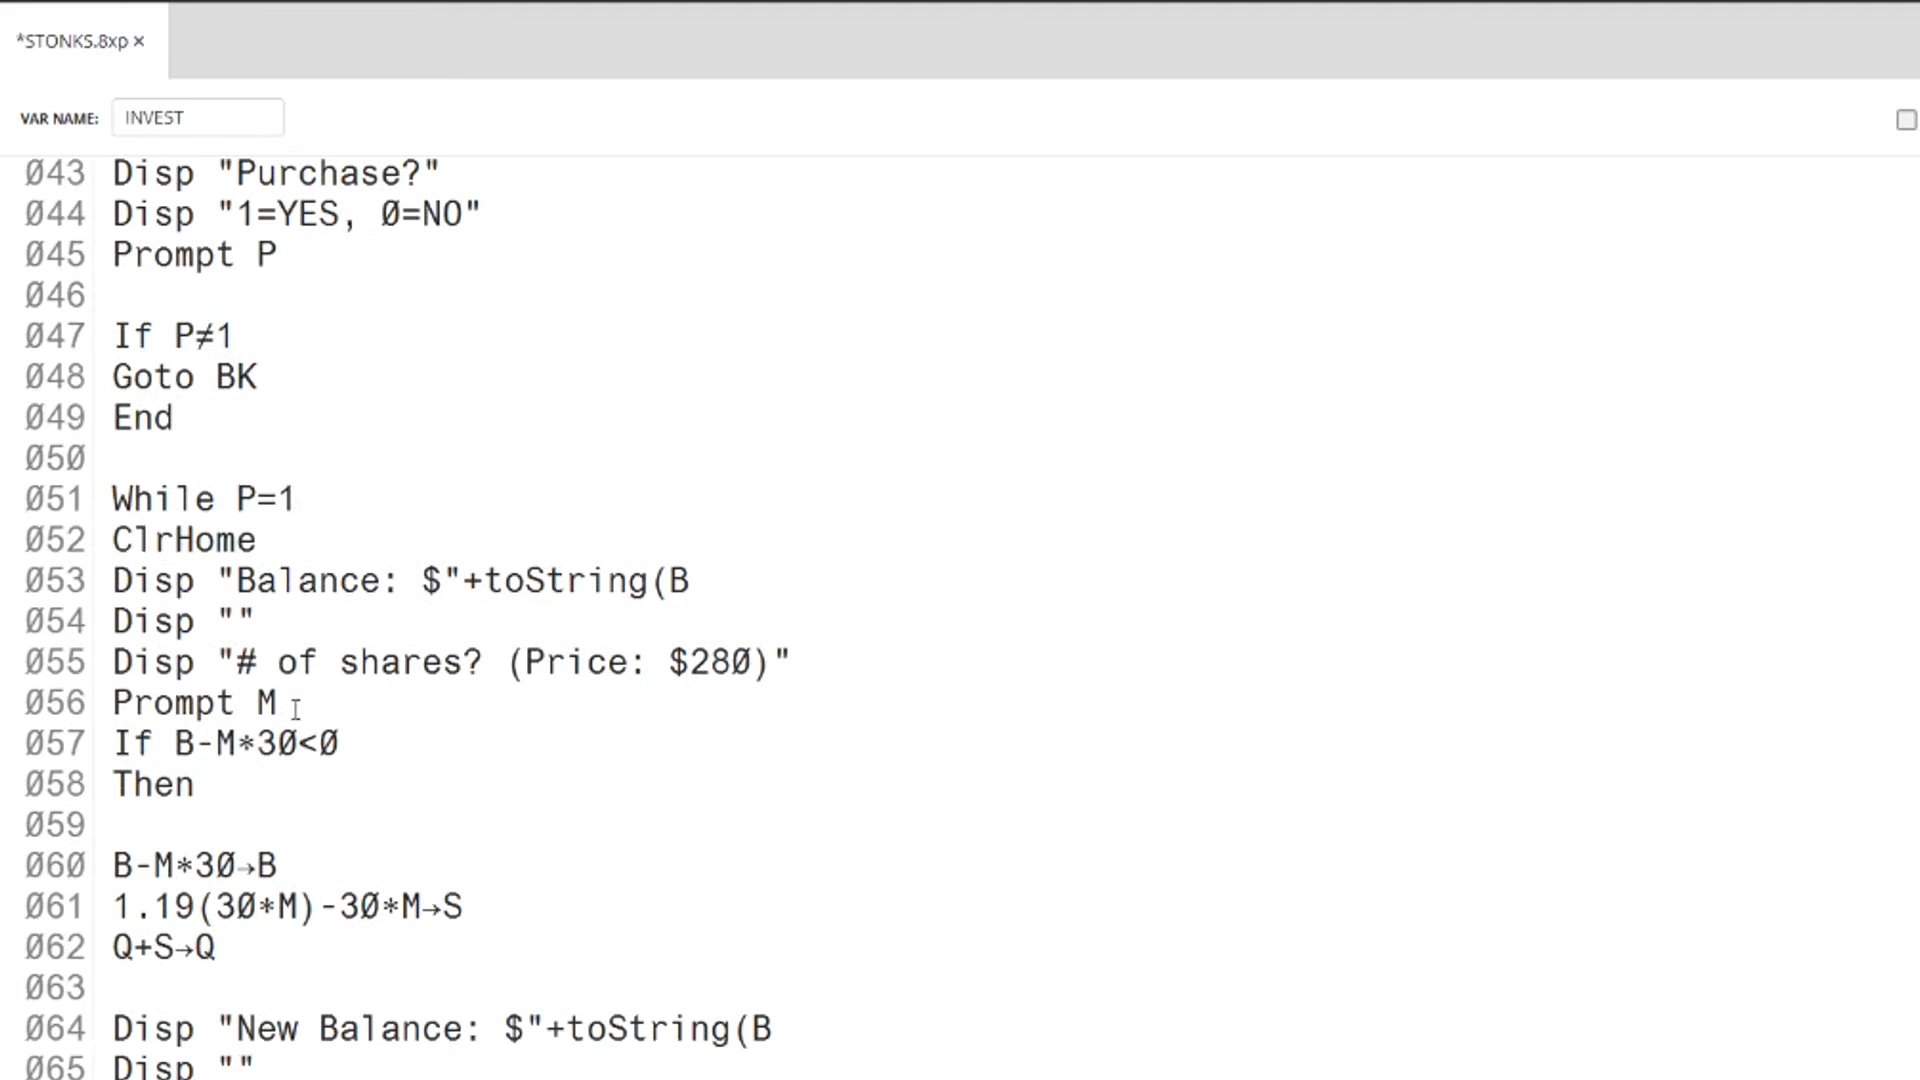 *STONKS.8xp ×
VAR NAME: INVEST
Ø43 Disp "Purchase?"
Ø44 Disp "1=YES, Ø=NO"
Ø45 Prompt P
Ø46
Ø47 If P≠1
Ø48 Goto BK
Ø49 End
Ø5Ø
Ø51 While P=1
Ø52 ClrHome
Ø53 Disp "Balance: $"+toString(B
Ø54 Disp ""
Ø55 Disp "# of shares? (Price: $28Ø)"
Ø56 Prompt M
Ø57 If B-M*3Ø<Ø
Ø58 Then
Ø59
Ø6Ø B-M*3Ø→B
Ø61 1.19(3Ø*M)-3Ø*M→S
Ø62 Q+S→Q
Ø63
Ø64 Disp "New Balance: $"+toString(B
Ø65 Disp ""